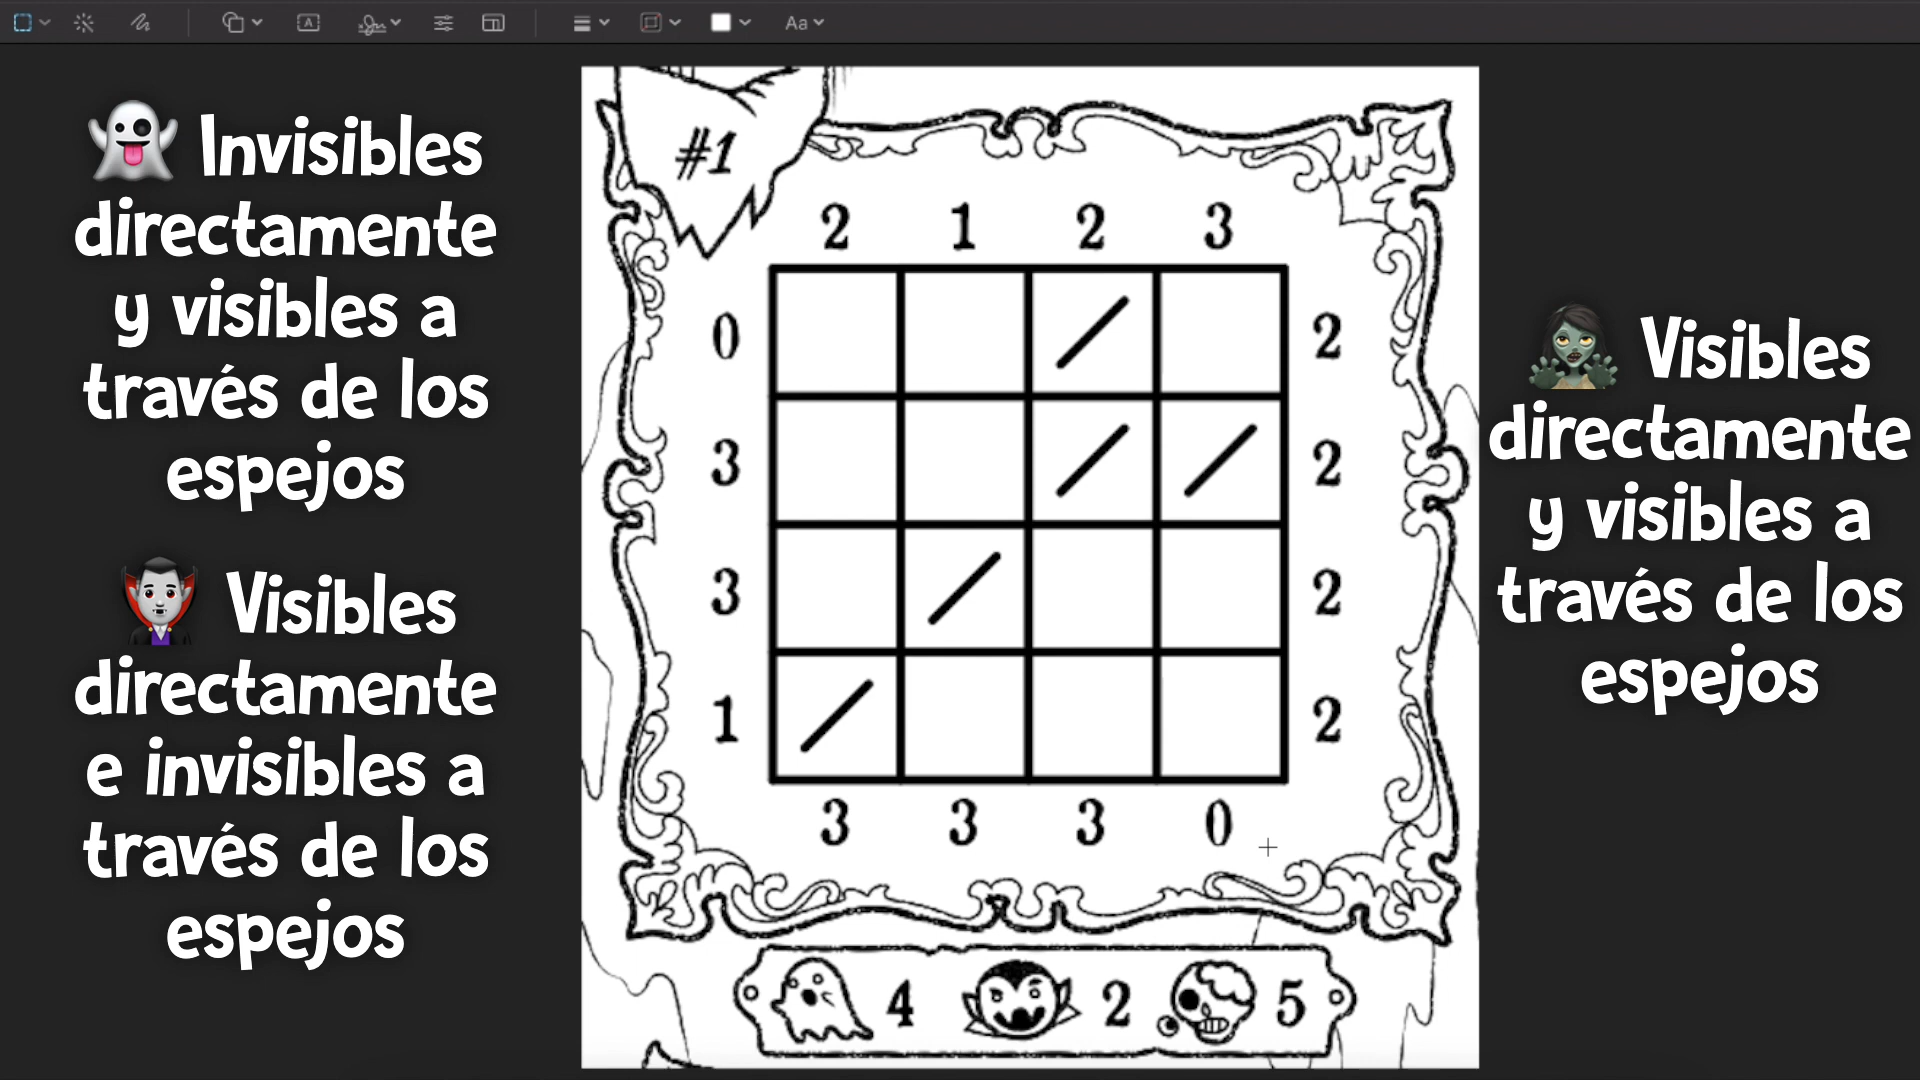 Aa
Invisibles
directamente
y visibles a
través de los
espejos
Visibles
directamente
e invisibles a
través de los
espejos
#1
2 1 2 3
0 2
3 2
3 2
1 2
3 3 3 0
4 2 5
Visibles
directamente
y visibles a
través de los
espejos